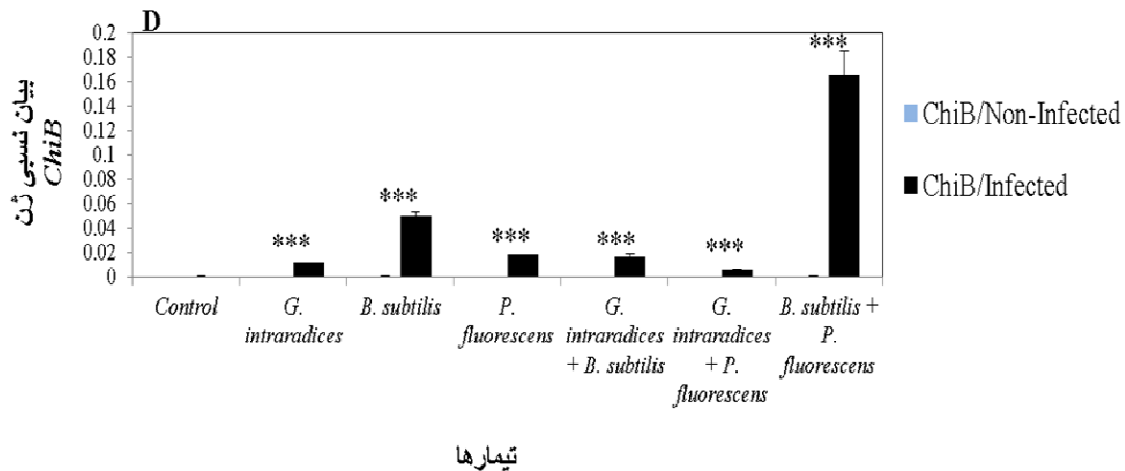 D
0.2
0.18
0.16
0.14
0.12
0.1
0.08
0.06
0.04
0.02
0
بیان نسبی ژن
ChiB
***
***
***
***
***
***
Control
G.
intraradices
B. subtilis
P.
fluorescens
G.
intraradices
+ B. subtilis
G.
intraradices
+ P.
fluorescens
B. subtilis +
P.
fluorescens
تیمارها
ChiB/Non-Infected
ChiB/Infected